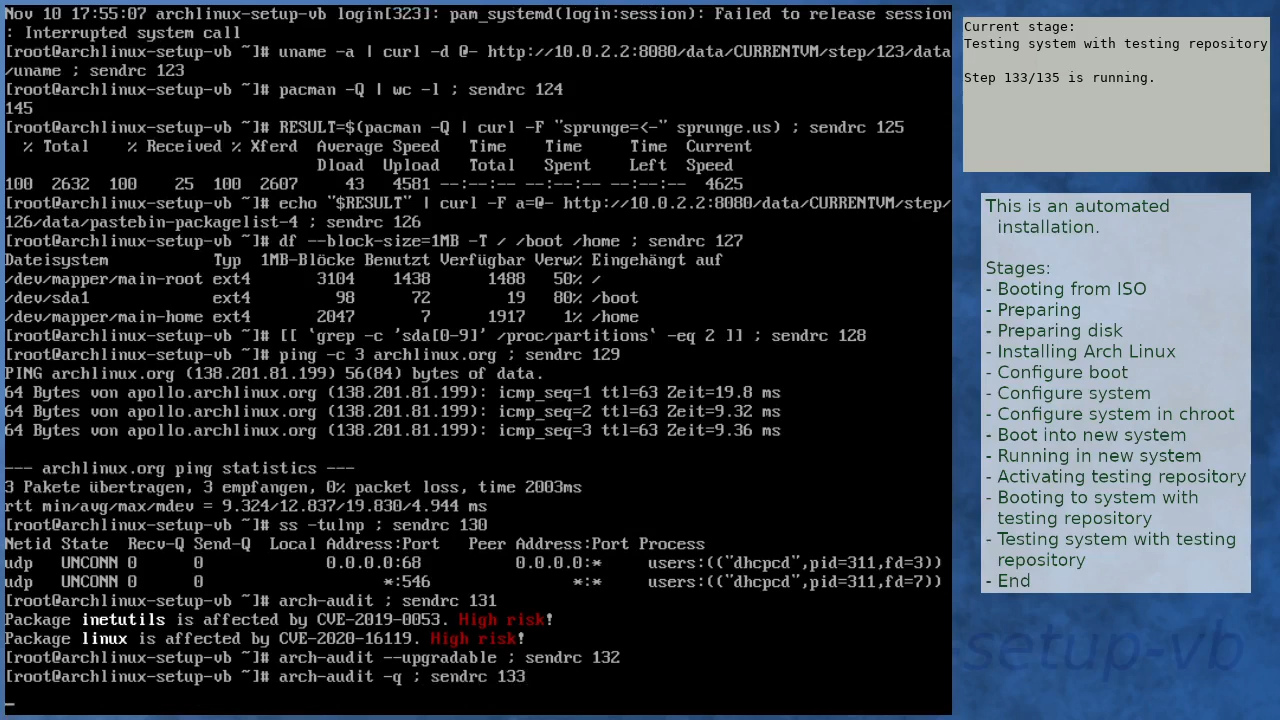 Nov 10 17:55:07 archlinux-setup-vb login[323]: pam_systemd(login:session): Failed to release session
: Interrupted system call
[root@archlinux-setup-vb ~]# uname -a | curl -d @- http://10.0.2.2:8080/data/CURRENTVM/step/123/data
/uname ; sendrc 123
[root@archlinux-setup-vb ~]# pacman -Q | wc -l ; sendrc 124
145
[root@archlinux-setup-vb ~]# RESULT=$(pacman -Q | curl -F "sprunge=<-" sprunge.us) ; sendrc 125
  % Total    % Received % Xferd  Average Speed   Time    Time     Time  Current
                                 Dload  Upload   Total   Spent    Left  Speed
100  2632  100    25  100  2607     43   4581 --:--:-- --:--:-- --:--:--  4625
[root@archlinux-setup-vb ~]# echo "$RESULT" | curl -F a=@- http://10.0.2.2:8080/data/CURRENTVM/step/
126/data/pastebin-packagelist-4 ; sendrc 126
[root@archlinux-setup-vb ~]# df --block-size=1MB -T / /boot /home ; sendrc 127
Dateisystem           Typ  1MB-Blöcke Benutzt Verfügbar Verw% Eingehängt auf
/dev/mapper/main-root ext4       3104    1438      1488   50% /
/dev/sda1             ext4         98      72        19   80% /boot
/dev/mapper/main-home ext4       2047       7      1917    1% /home
[root@archlinux-setup-vb ~]# [[ `grep -c 'sda[0-9]' /proc/partitions` -eq 2 ]] ; sendrc 128
[root@archlinux-setup-vb ~]# ping -c 3 archlinux.org ; sendrc 129
PING archlinux.org (138.201.81.199) 56(84) bytes of data.
64 Bytes von apollo.archlinux.org (138.201.81.199): icmp_seq=1 ttl=63 Zeit=19.8 ms
64 Bytes von apollo.archlinux.org (138.201.81.199): icmp_seq=2 ttl=63 Zeit=9.32 ms
64 Bytes von apollo.archlinux.org (138.201.81.199): icmp_seq=3 ttl=63 Zeit=9.36 ms
--- archlinux.org ping statistics ---
3 Pakete übertragen, 3 empfangen, 0% packet loss, time 2003ms
rtt min/avg/max/mdev = 9.324/12.837/19.830/4.944 ms
[root@archlinux-setup-vb ~]# ss -tulnp ; sendrc 130
Netid State  Recv-Q Send-Q  Local Address:Port   Peer Address:Port Process
udp   UNCONN 0      0             0.0.0.0:68          0.0.0.0:*     users:(("dhcpcd",pid=311,fd=3))
udp   UNCONN 0      0                   *:546               *:*     users:(("dhcpcd",pid=311,fd=7))
[root@archlinux-setup-vb ~]# arch-audit ; sendrc 131
Package inetutils is affected by CVE-2019-0053. High risk!
Package linux is affected by CVE-2020-16119. High risk!
[root@archlinux-setup-vb ~]# arch-audit --upgradable ; sendrc 132
[root@archlinux-setup-vb ~]# arch-audit -q ; sendrc 133
_
Current stage:
Testing system with testing repository
Step 133/135 is running.
This is an automated
installation.
Stages:
- Booting from ISO
- Preparing
- Preparing disk
- Installing Arch Linux
- Configure boot
- Configure system
- Configure system in chroot
- Boot into new system
- Running in new system
- Activating testing repository
- Booting to system with
testing repository
- Testing system with testing
repository
- End
setup-vb